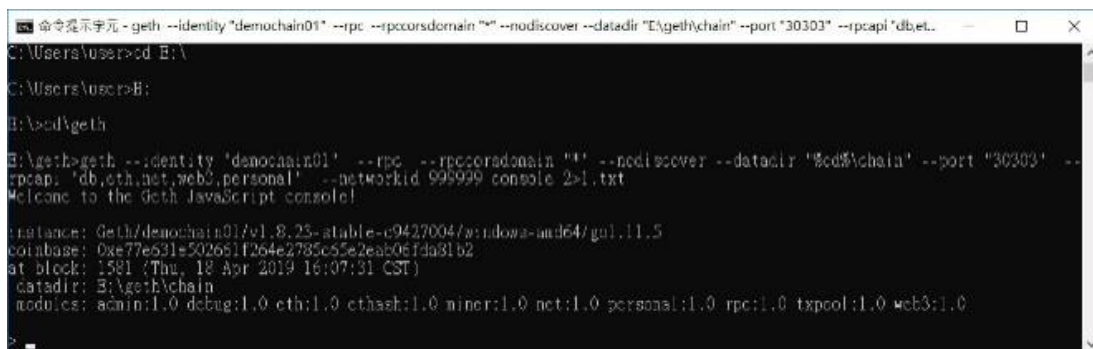 命令提示字元 - geth --identity "demochain01" --rpc --rpccorsdomain "*" --nodiscover --datadir "E:\geth\chain" --port "30303" --rpcapi "db,et...
C:\Users\user>cd E:\
C:\Users\user>E:
E:\>cd\geth
E:\geth>geth --identity "demochain01" --rpc --rpccorsdomain "*" --nodiscover --datadir "%cd%\chain" --port "30303" --
rpcapi "db,eth,net,web3,personal" --networkid 999999 console 2>1.txt
Welcome to the Geth JavaScript console!
instance: Geth/demochain01/v1.8.23-stable-c9427004/windows-amd64/go1.11.5
coinbase: 0xe77e631e502661f264e2785c65e2eab06fda81b2
at block: 1581 (Thu, 18 Apr 2019 16:07:31 CST)
datadir: E:\geth\chain
modules: admin:1.0 debug:1.0 eth:1.0 ethash:1.0 miner:1.0 net:1.0 personal:1.0 rpc:1.0 txpool:1.0 web3:1.0
>